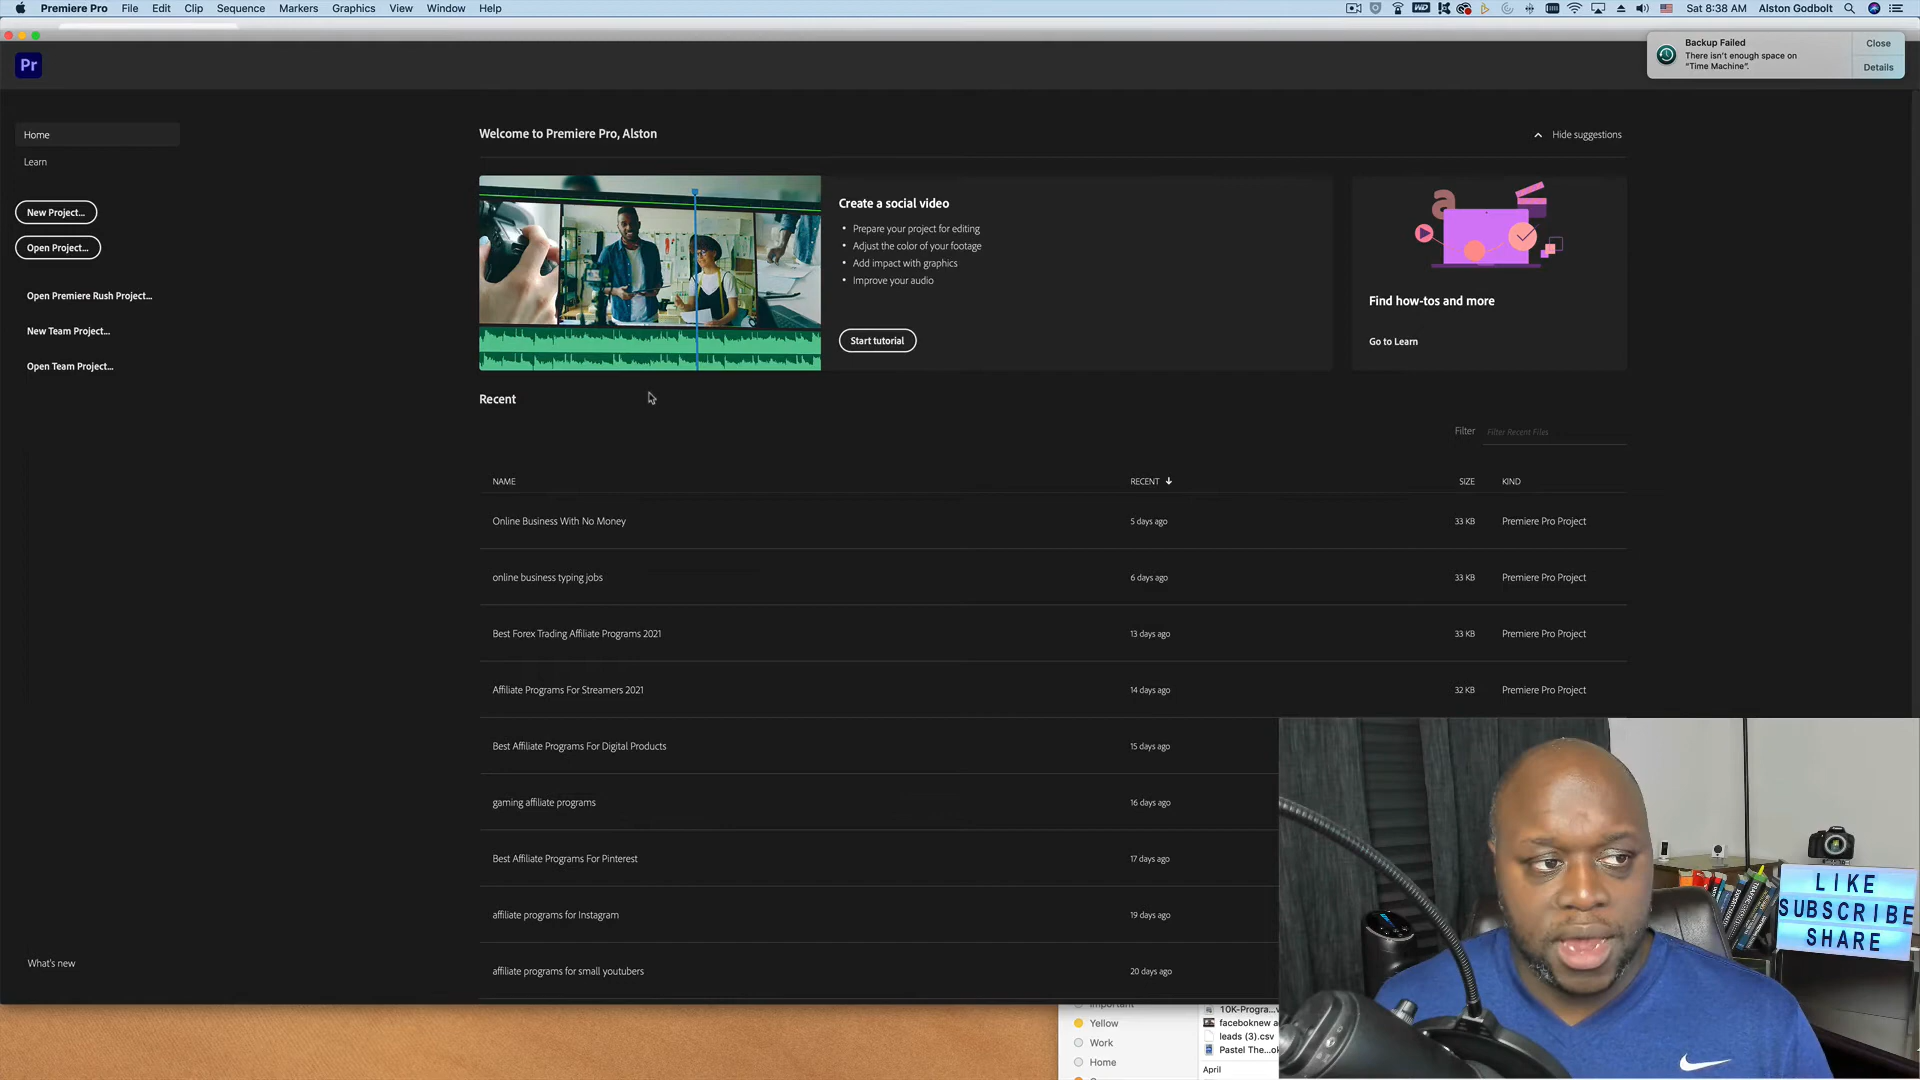 Premiere Pro File Edit Clip Sequence Markers Graphics View Window Help Sat 8:38 AM Alston Godbolt
Backup Failed
There isn't enough space on
"Time Machine".
Close
Details
Pr
Home
Learn
New Project...
Open Project...
Open Premiere Rush Project...
New Team Project...
Open Team Project...
What's new
Welcome to Premiere Pro, Alston
Hide suggestions
Create a social video
• Prepare your project for editing
• Adjust the color of your footage
• Add impact with graphics
• Improve your audio
Start tutorial
Find how-tos and more
Go to Learn
Recent
Filter Filter Recent Files
NAME RECENT SIZE KIND
Online Business With No Money 5 days ago 33 KB Premiere Pro Project
online business typing jobs 6 days ago 33 KB Premiere Pro Project
Best Forex Trading Affiliate Programs 2021 13 days ago 33 KB Premiere Pro Project
Affiliate Programs For Streamers 2021 14 days ago 32 KB Premiere Pro Project
Best Affiliate Programs For Digital Products 15 days ago
gaming affiliate programs 16 days ago
Best Affiliate Programs For Pinterest 17 days ago
affiliate programs for Instagram 19 days ago
affiliate programs for small youtubers 20 days ago
LIKE
SUBSCRIBE
SHARE
Important
Yellow
Work
Home
10K-Progra...
faceboknew a
leads (3).csv
Pastel The...ok
April